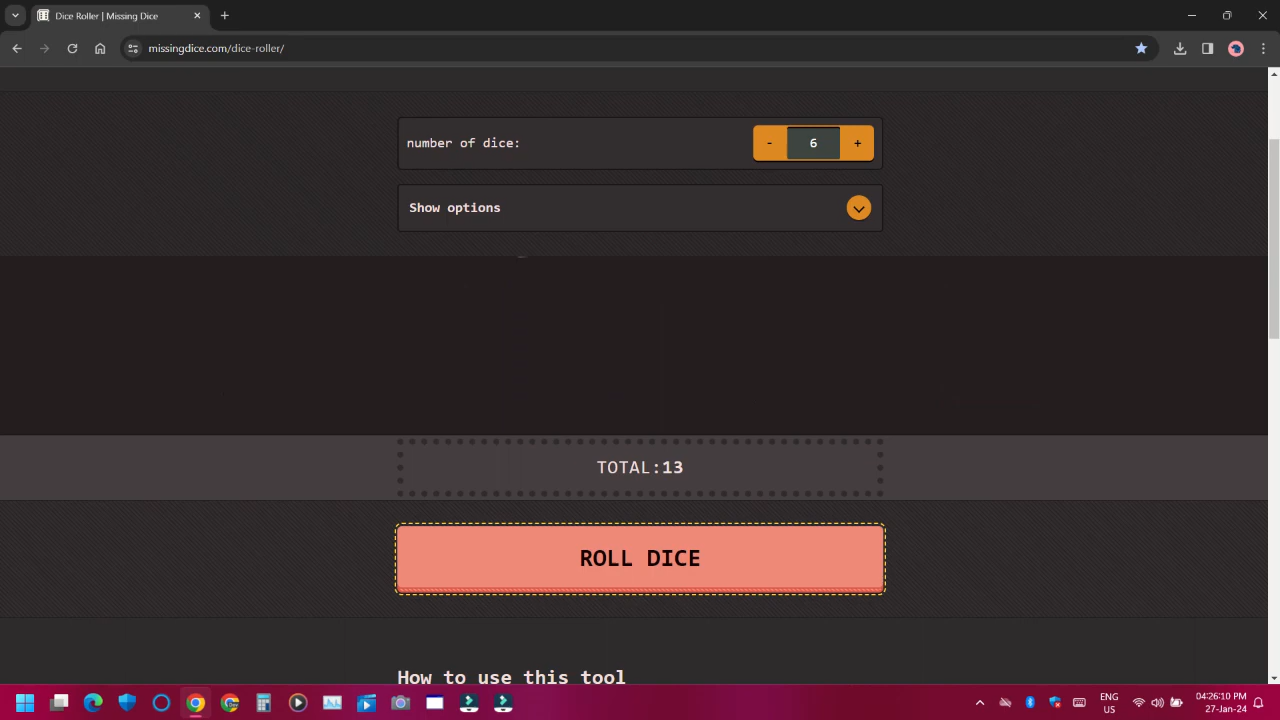 Dice Roller | Missing Dice
missingdice.com/dice-roller/
number of dice:
- 6 +
Show options
TOTAL:13
ROLL DICE
How to use this tool
ENG
US
04:26:10 PM
27-Jan-24